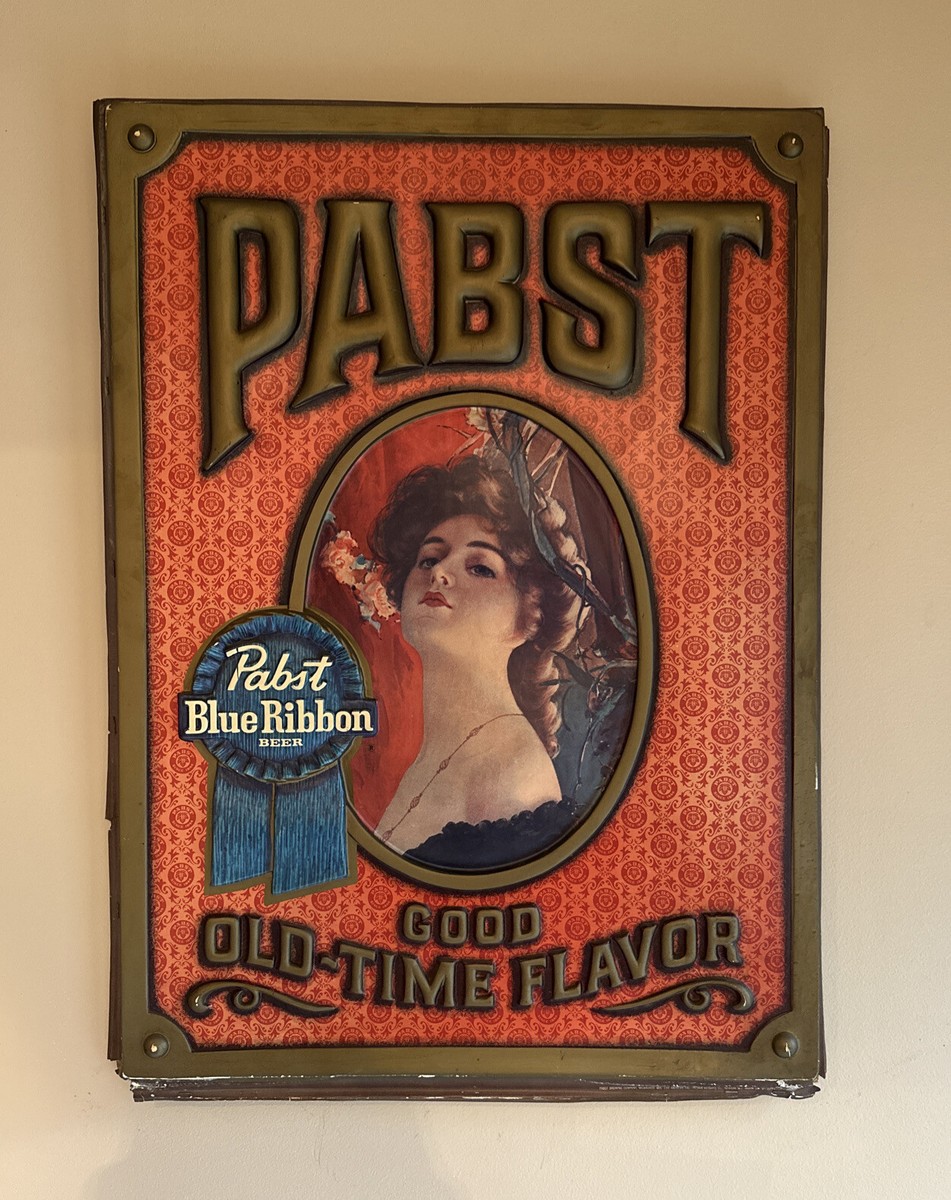 PABST
Pabst
Blue Ribbon
BEER
GOOD
OLD-TIME FLAVOR